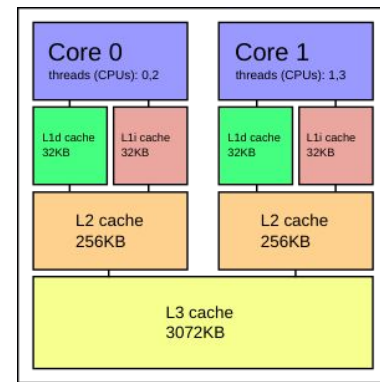 Core 0
threads (CPUs): 0,2
Core 1
threads (CPUs): 1,3
L1d cache
32KB
L1i cache
32KB
L1d cache
32KB
L1i cache
32KB
L2 cache
256KB
L2 cache
256KB
L3 cache
3072KB